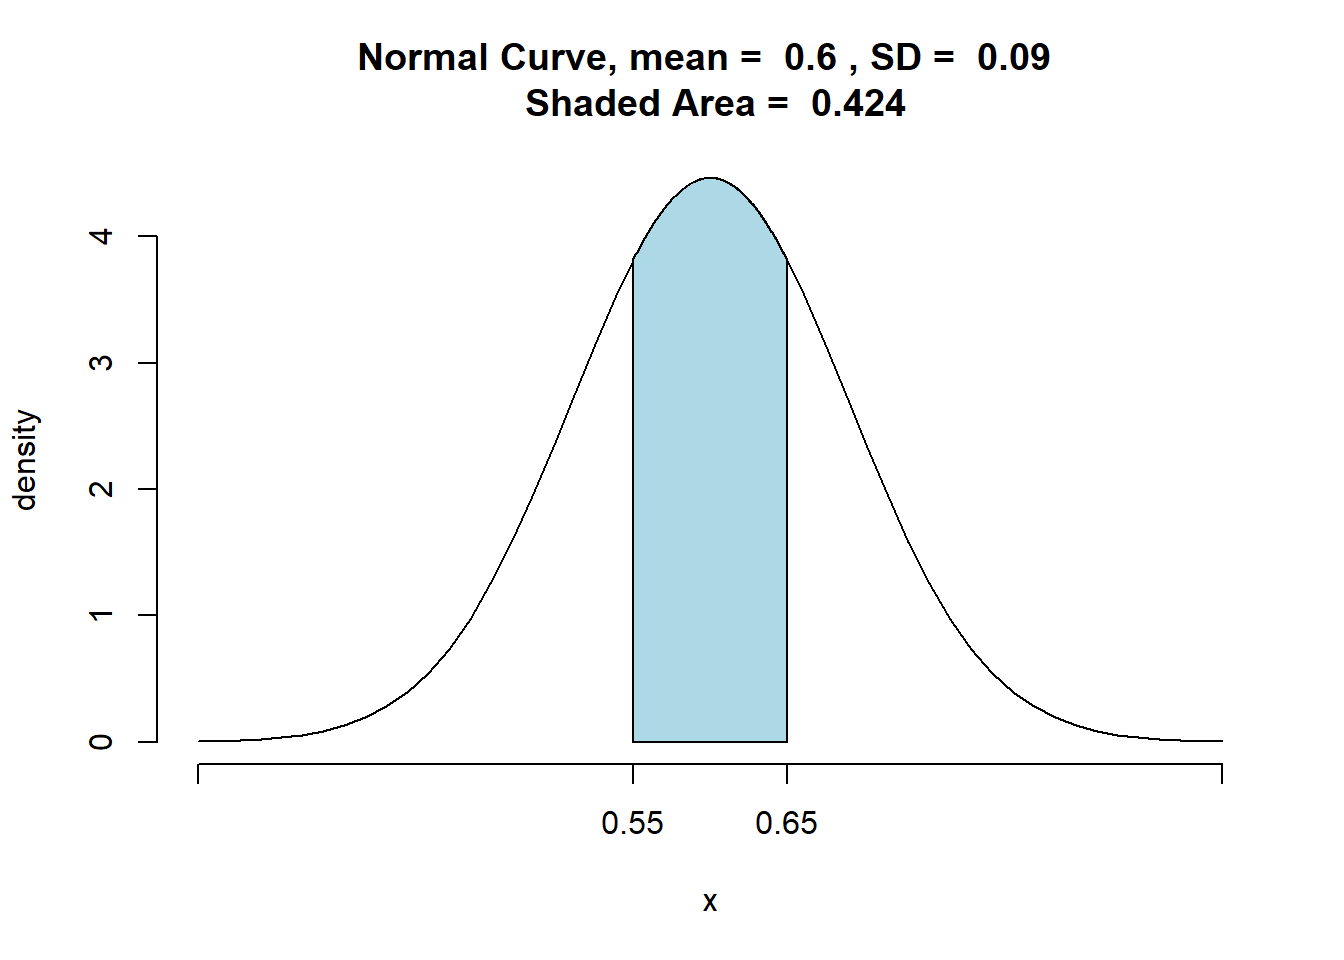 Normal Curve, mean =  0.6 , SD =  0.09
Shaded Area =  0.424
density
4
3
2
1
0
0.55 0.65
x